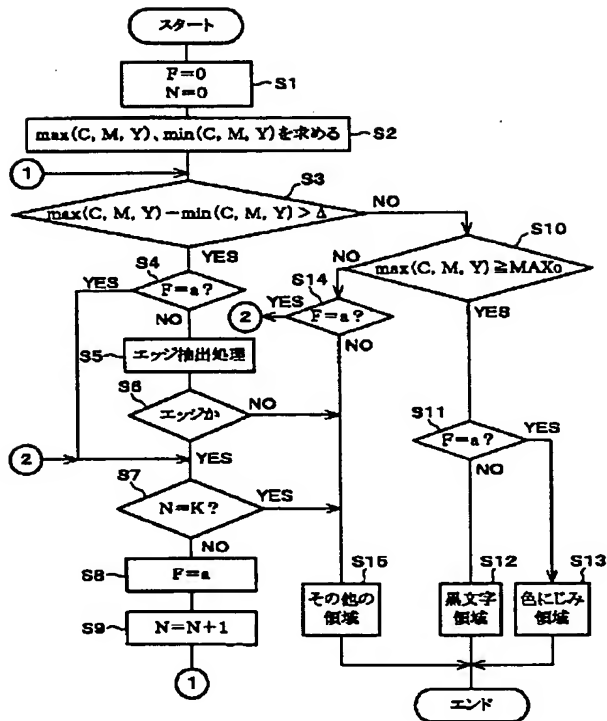 スタート
F=0
N=0
S1
max(C, M, Y)、min(C, M, Y)を求める
S2
1
S3
max(C, M, Y)-min(C, M, Y)>Δ
NO
YES
S10
max(C, M, Y)≧MAX₀
NO
YES
S4
F=a?
YES
NO
S14
F=a?
YES
2
NO
S5
エッジ抽出処理
S6
エッジか
NO
YES
S11
F=a?
YES
NO
2
S7
N=K?
YES
NO
S8
F=a
S9
N=N+1
1
S15
その他の
領域
S12
黒文字
領域
S13
色にじみ
領域
エンド